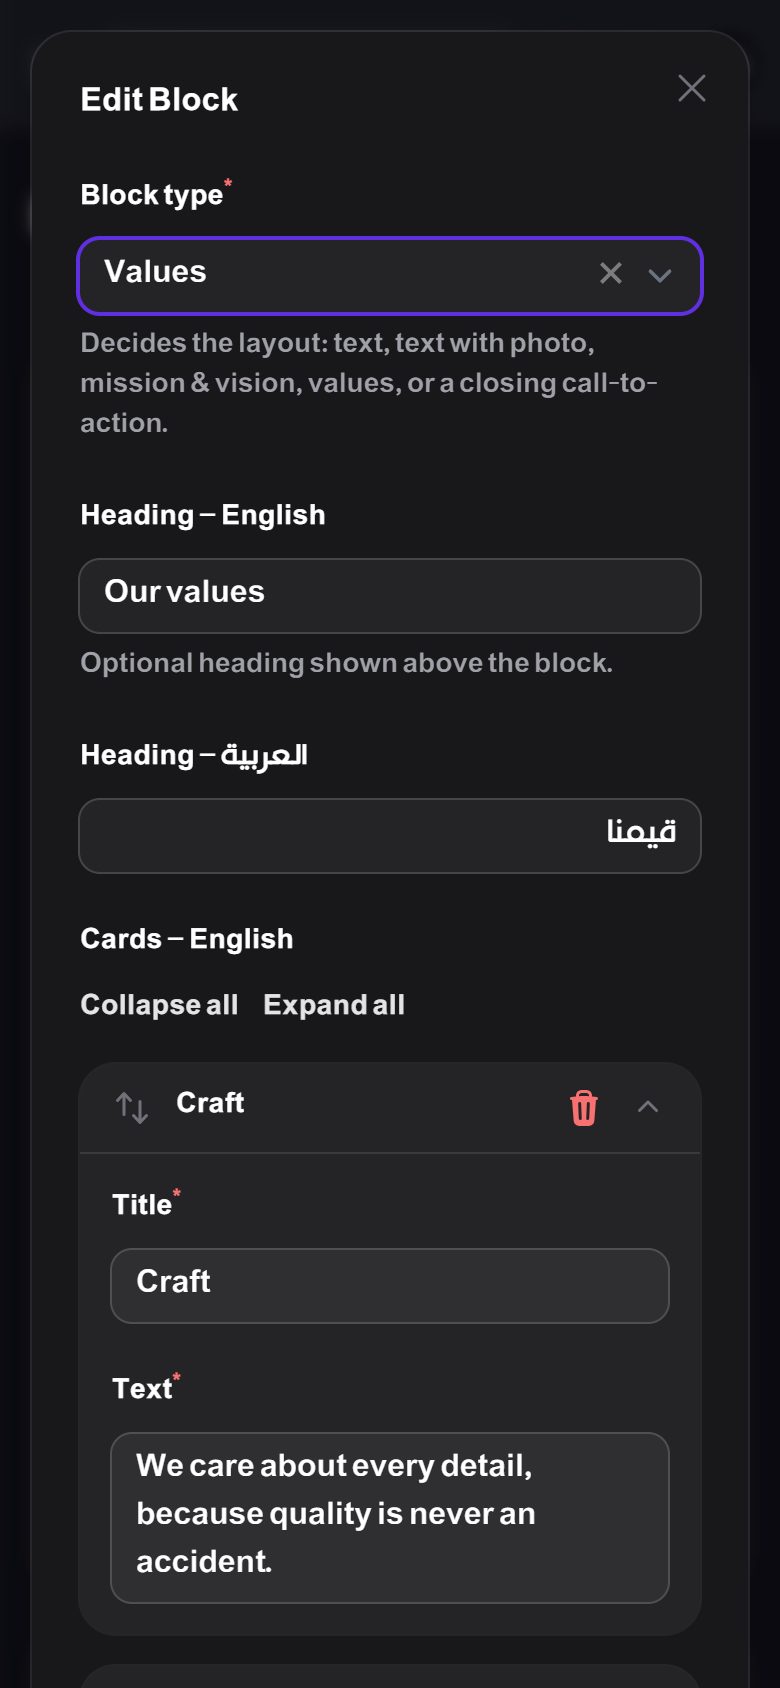 Edit Block
Block type*
Values
Decides the layout: text, text with photo,
mission & vision, values, or a closing call-to-
action.
Heading – English
Our values
Optional heading shown above the block.
Heading – العربية
قيمنا
Cards – English
Collapse all Expand all
Craft
Title*
Craft
Text*
We care about every detail,
because quality is never an
accident.